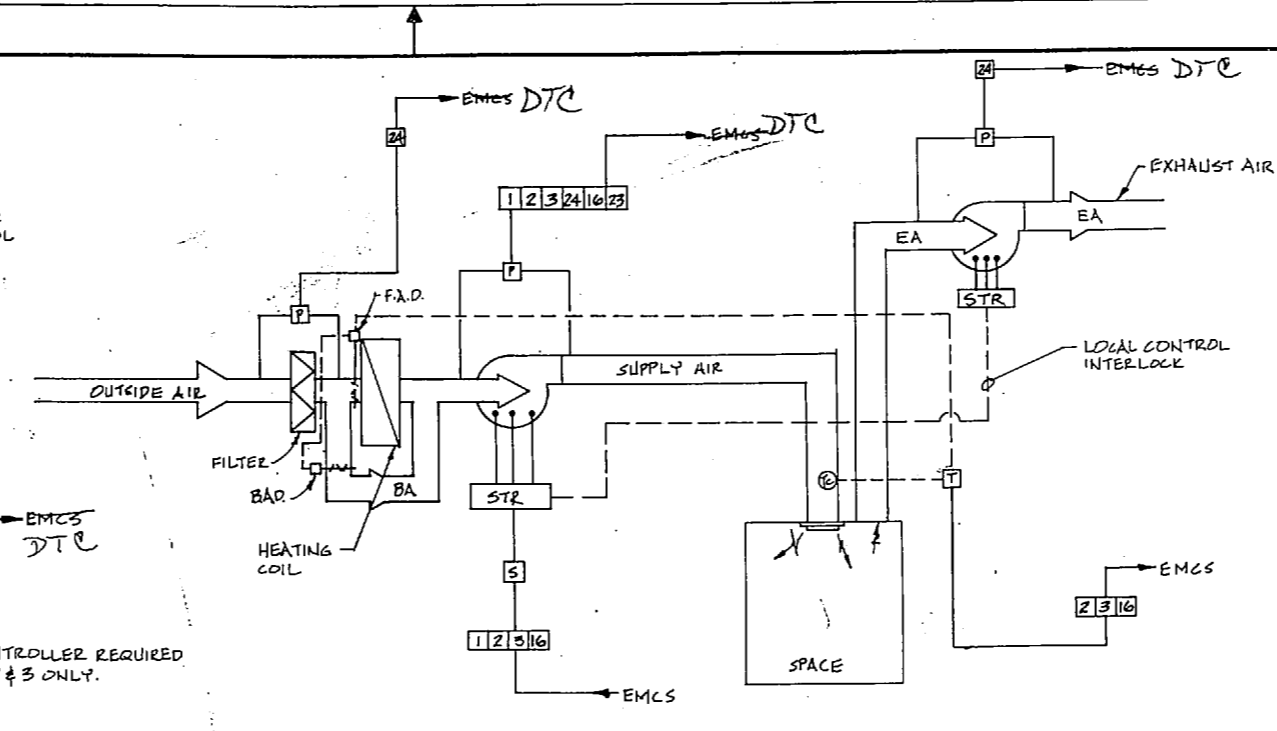 24
EMCS DTC
EMCS DTC
24
EMCS DTC
P
EXHAUST AIR
1 2 3 24 16 23
EA
EA
P
F.A.D.
STR
P
LOCAL CONTROL
INTERLOCK
SUPPLY AIR
OUTSIDE AIR
FILTER
BAD.
BA
TC
T
STR
EMCS
DTC
HEATING
COIL
S
EMCS
2 3 16
1 2 3 16
TROLLER REQUIRED
& 3 ONLY.
SPACE
EMCS